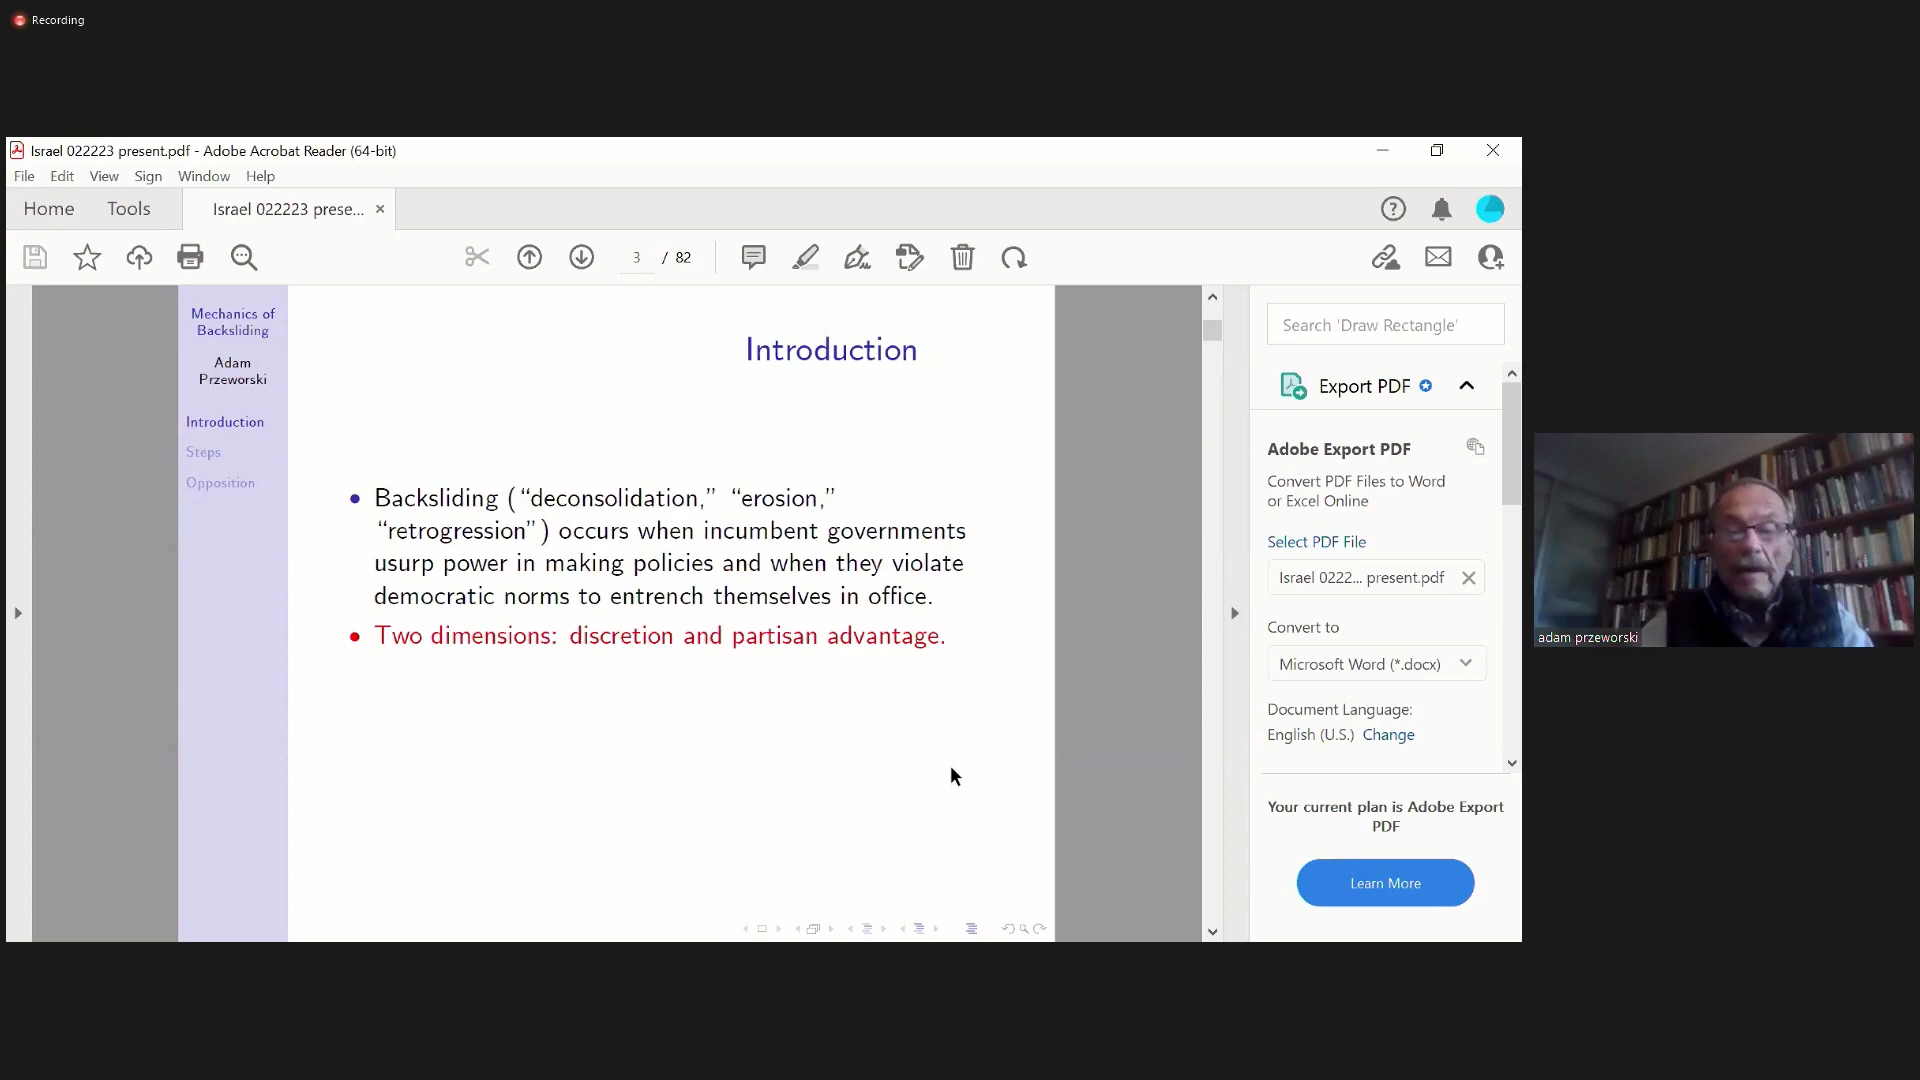 Recording
Israel 022223 present.pdf - Adobe Acrobat Reader (64-bit)
File Edit View Sign Window Help
Home Tools Israel 022223 prese... ×
3 / 82
Mechanics of
Backsliding
Adam
Przeworski
Introduction
Steps
Opposition
Introduction
• Backsliding (“deconsolidation,” “erosion,”
“retrogression”) occurs when incumbent governments
usurp power in making policies and when they violate
democratic norms to entrench themselves in office.
• Two dimensions: discretion and partisan advantage.
Search 'Draw Rectangle'
Export PDF
Adobe Export PDF
Convert PDF Files to Word
or Excel Online
Select PDF File
Israel 0222... present.pdf
Convert to
Microsoft Word (*.docx)
Document Language:
English (U.S.) Change
Your current plan is Adobe Export
PDF
Learn More
adam przeworski